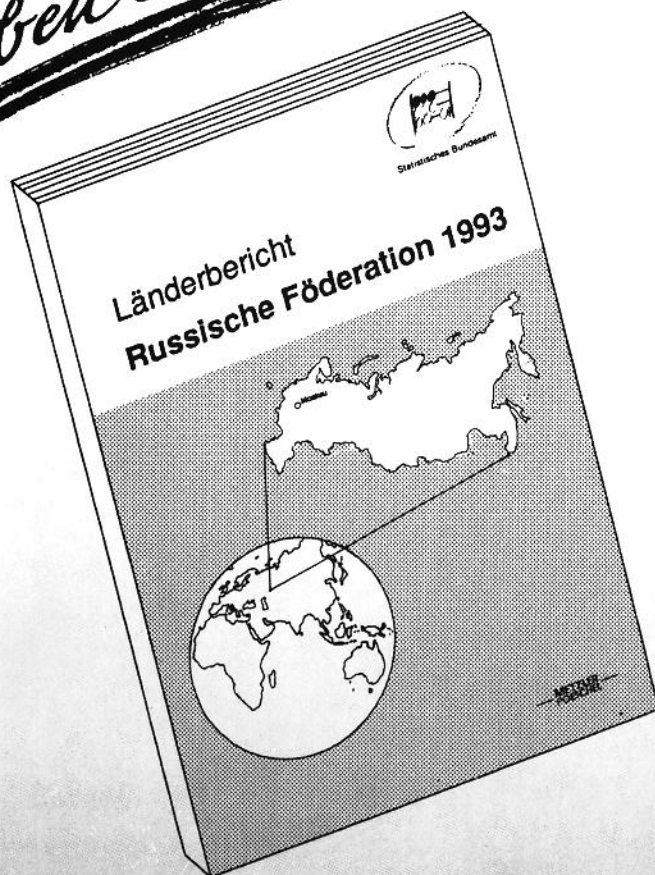 Statistisches Bundesamt
Länderbericht
Russische Föderation 1993
Moskau
METZLER
POESCHEL